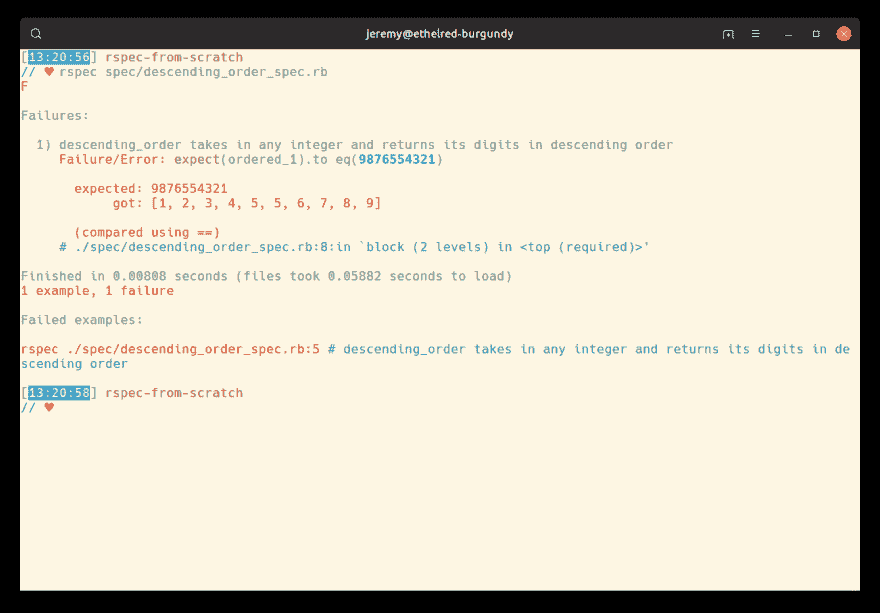 jeremy@ethelred-burgundy
[13:20:56] rspec-from-scratch
// ♥ rspec spec/descending_order_spec.rb
F
Failures:
1) descending_order takes in any integer and returns its digits in descending order
Failure/Error: expect(ordered_1).to eq(9876554321)
expected: 9876554321
got: [1, 2, 3, 4, 5, 5, 6, 7, 8, 9]
(compared using ==)
# ./spec/descending_order_spec.rb:8:in `block (2 levels) in <top (required)>'
Finished in 0.00808 seconds (files took 0.05882 seconds to load)
1 example, 1 failure
Failed examples:
rspec ./spec/descending_order_spec.rb:5 # descending_order takes in any integer and returns its digits in de
scending order
[13:20:58] rspec-from-scratch
// ♥